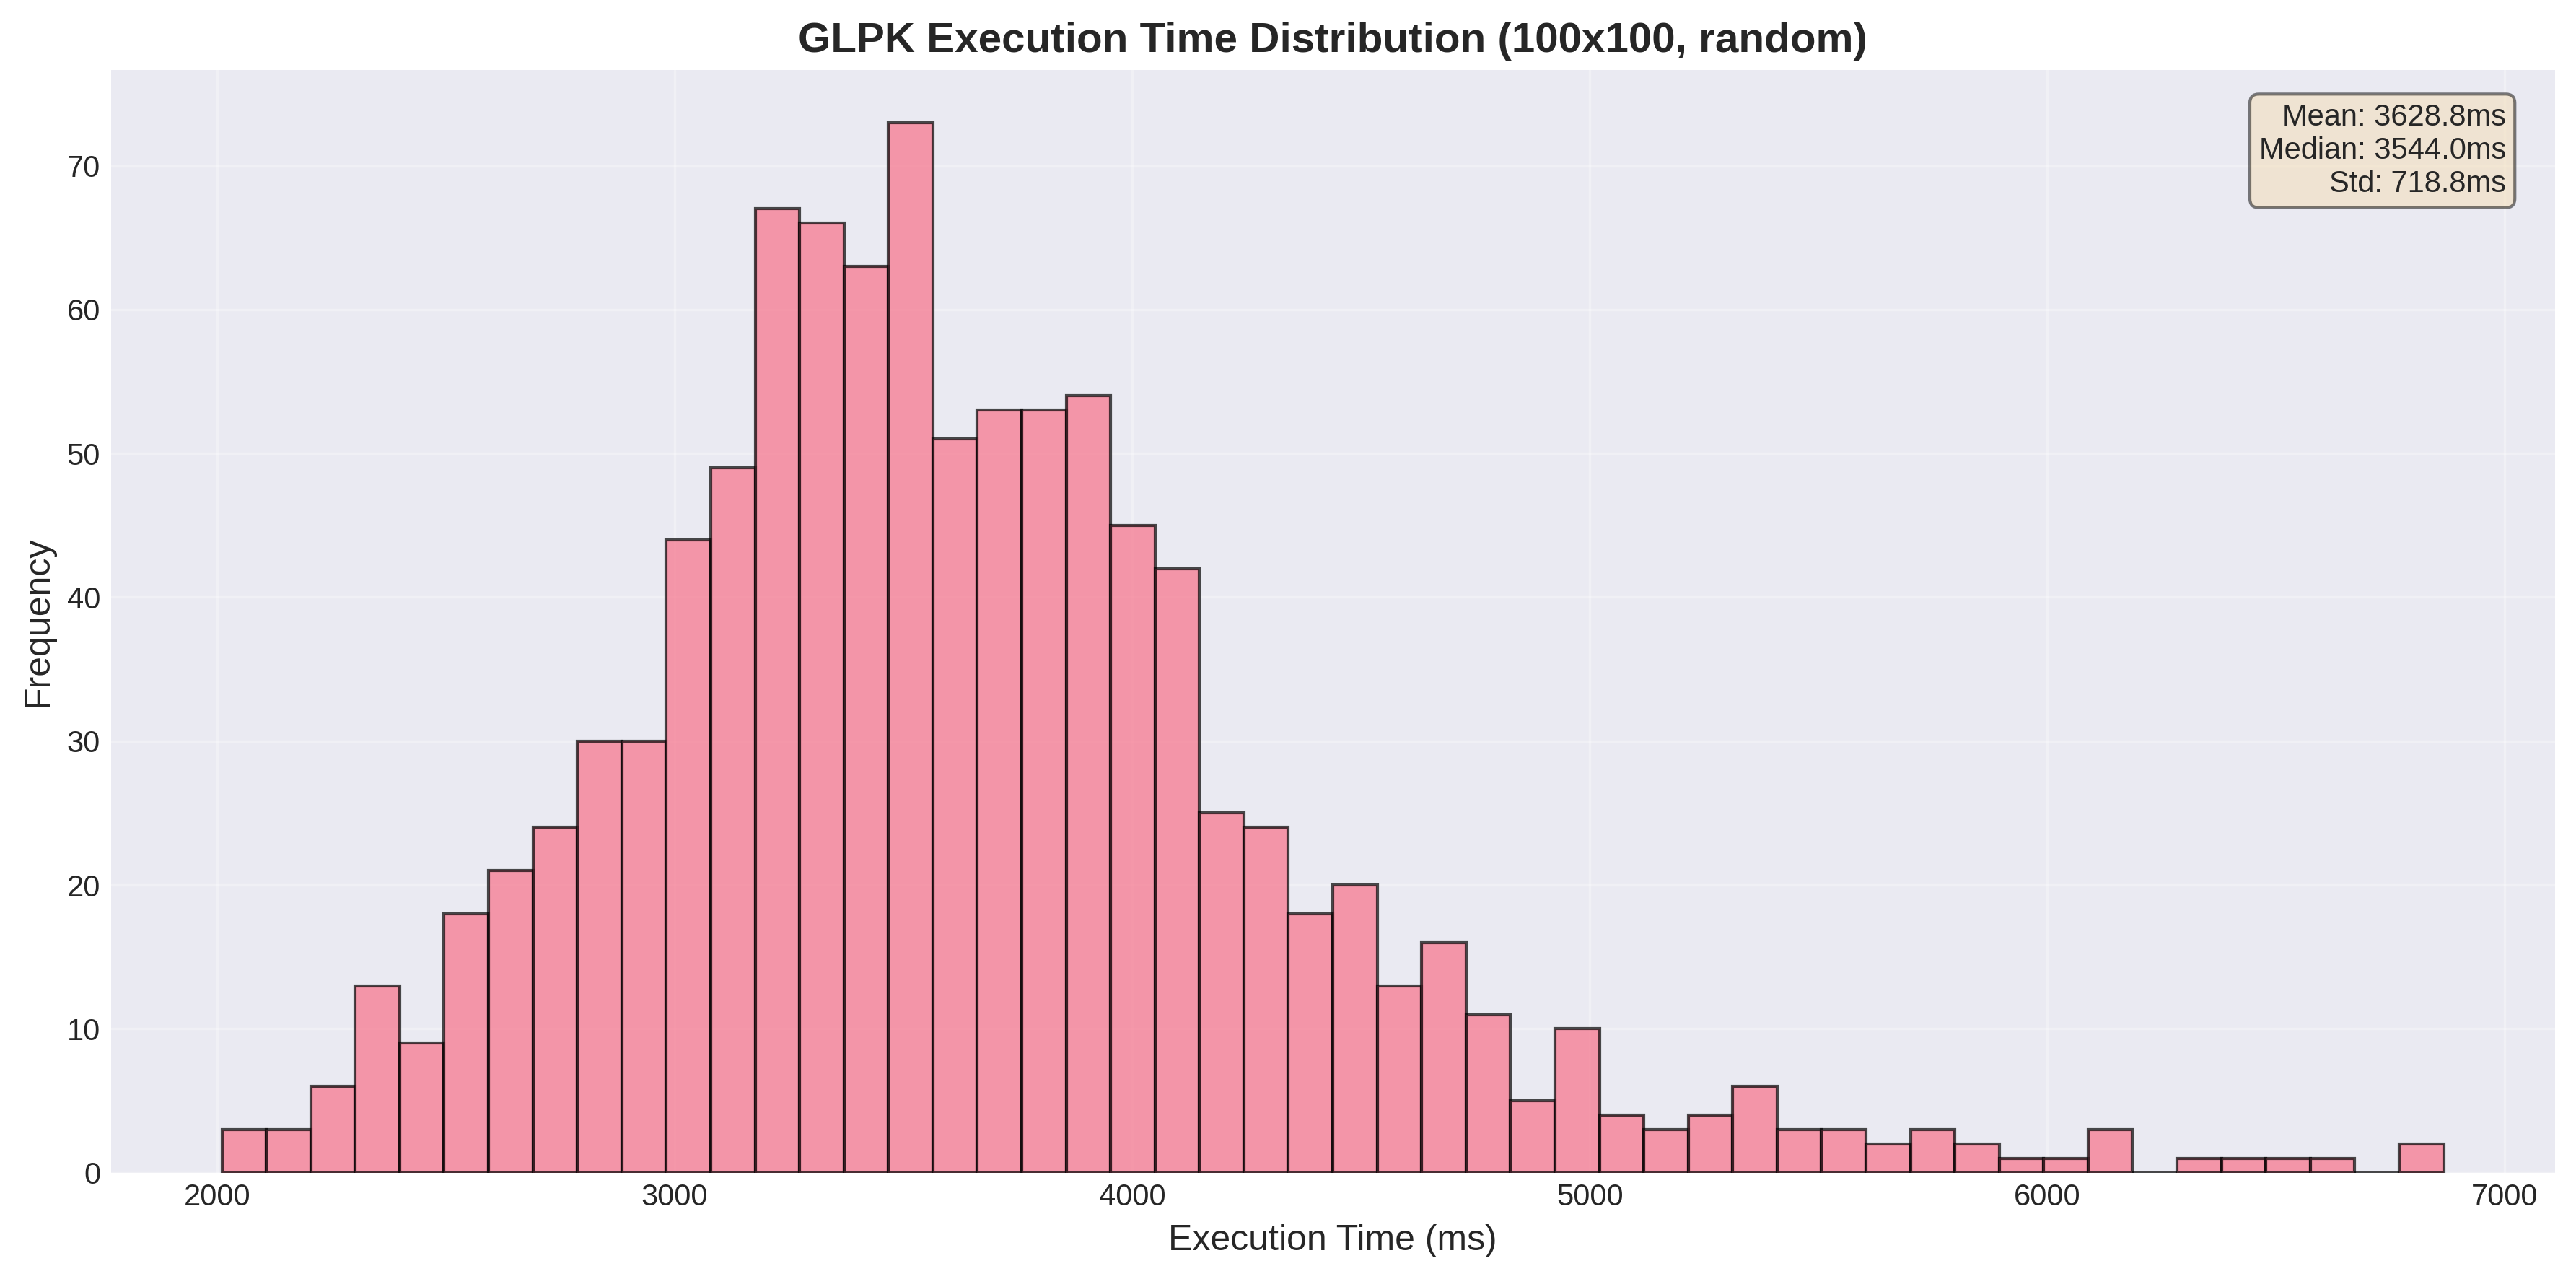 GLPK Execution Time Distribution (100x100, random)
Mean: 3628.8ms
Median: 3544.0ms
Std: 718.8ms
Frequency
70
60
50
40
30
20
10
0
2000 3000 4000 5000 6000 7000
Execution Time (ms)